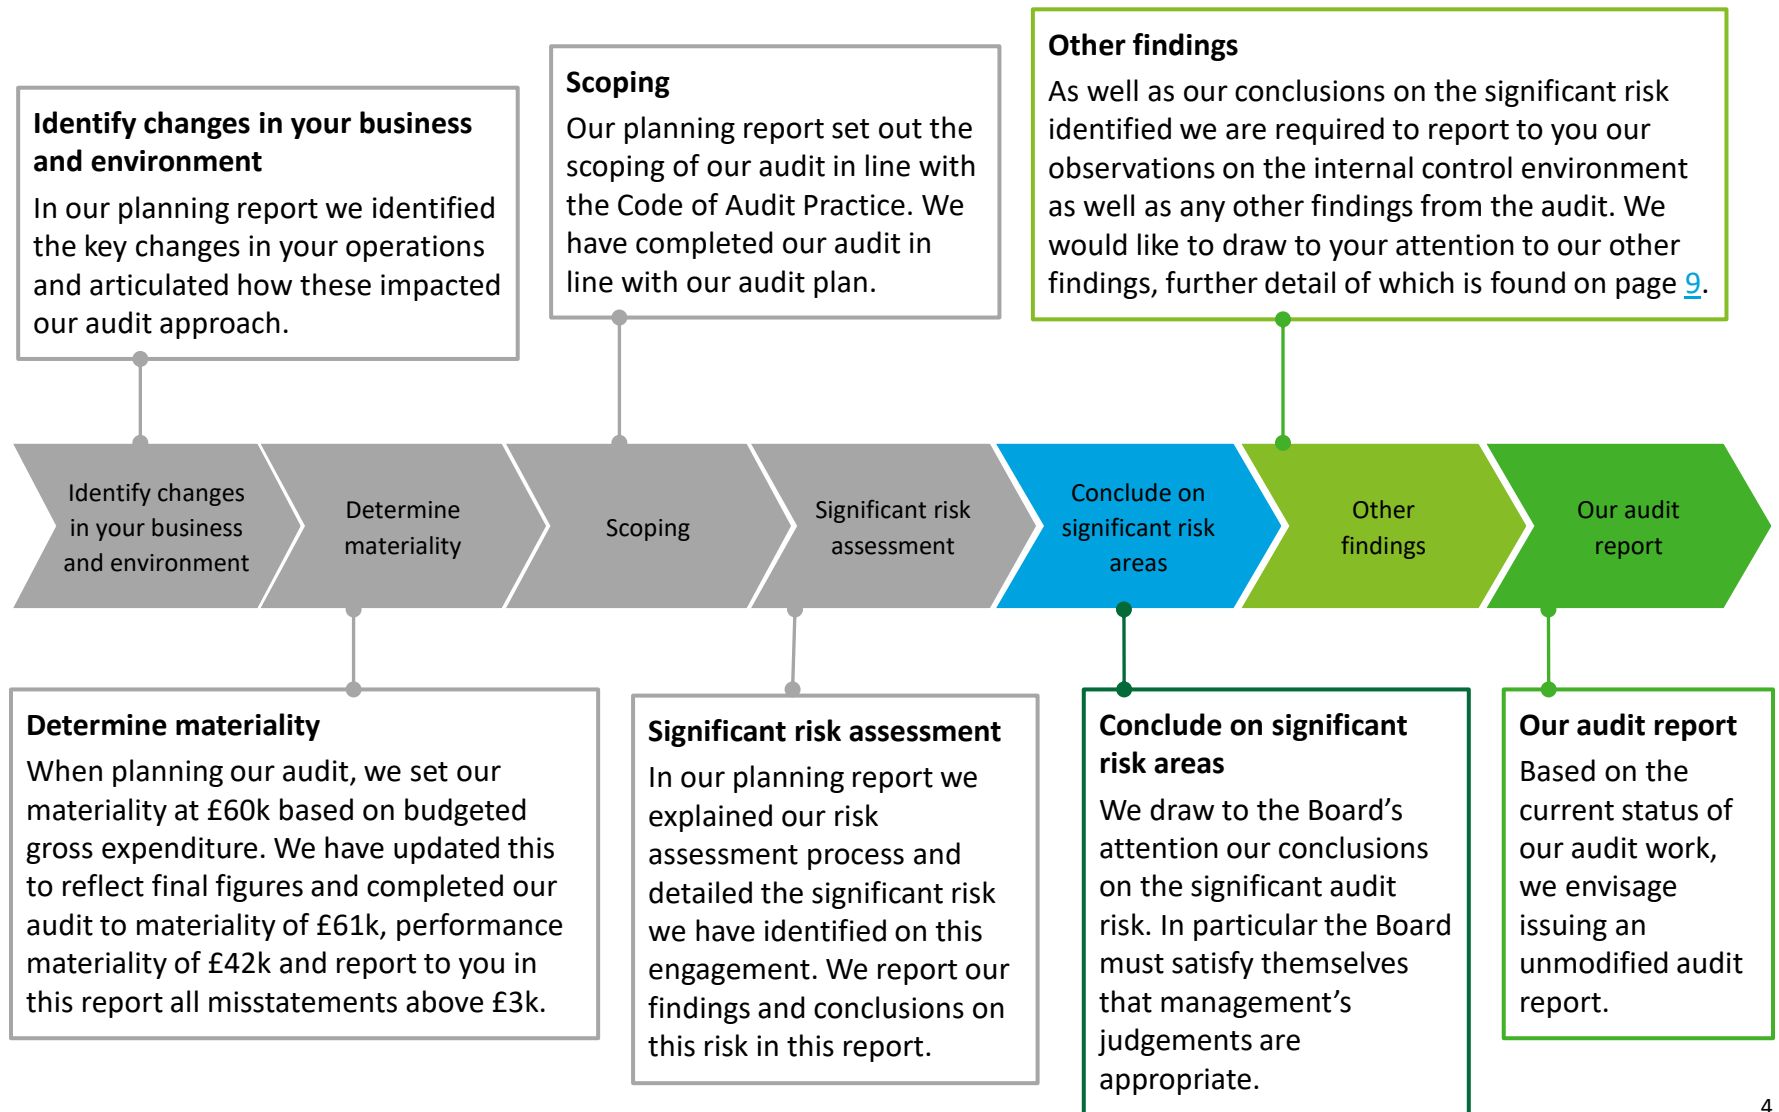 Identify changes in your business
and environment
In our planning report we identified
the key changes in your operations
and articulated how these impacted
our audit approach.
Scoping
Our planning report set out the
scoping of our audit in line with
the Code of Audit Practice. We
have completed our audit in
line with our audit plan.
Other findings
As well as our conclusions on the significant risk
identified we are required to report to you our
observations on the internal control environment
as well as any other findings from the audit. We
would like to draw to your attention to our other
findings, further detail of which is found on page 9.
Identify changes
in your business
and environment
Determine
materiality
Scoping
Significant risk
assessment
Conclude on
significant risk
areas
Other
findings
Our audit
report
Determine materiality
When planning our audit, we set our
materiality at £60k based on budgeted
gross expenditure. We have updated this
to reflect final figures and completed our
audit to materiality of £61k, performance
materiality of £42k and report to you in
this report all misstatements above £3k.
Significant risk assessment
In our planning report we
explained our risk
assessment process and
detailed the significant risk
we have identified on this
engagement. We report our
findings and conclusions on
this risk in this report.
Conclude on significant
risk areas
We draw to the Board’s
attention our conclusions
on the significant audit
risk. In particular the Board
must satisfy themselves
that management’s
judgements are
appropriate.
Our audit report
Based on the
current status of
our audit work,
we envisage
issuing an
unmodified audit
report.
4